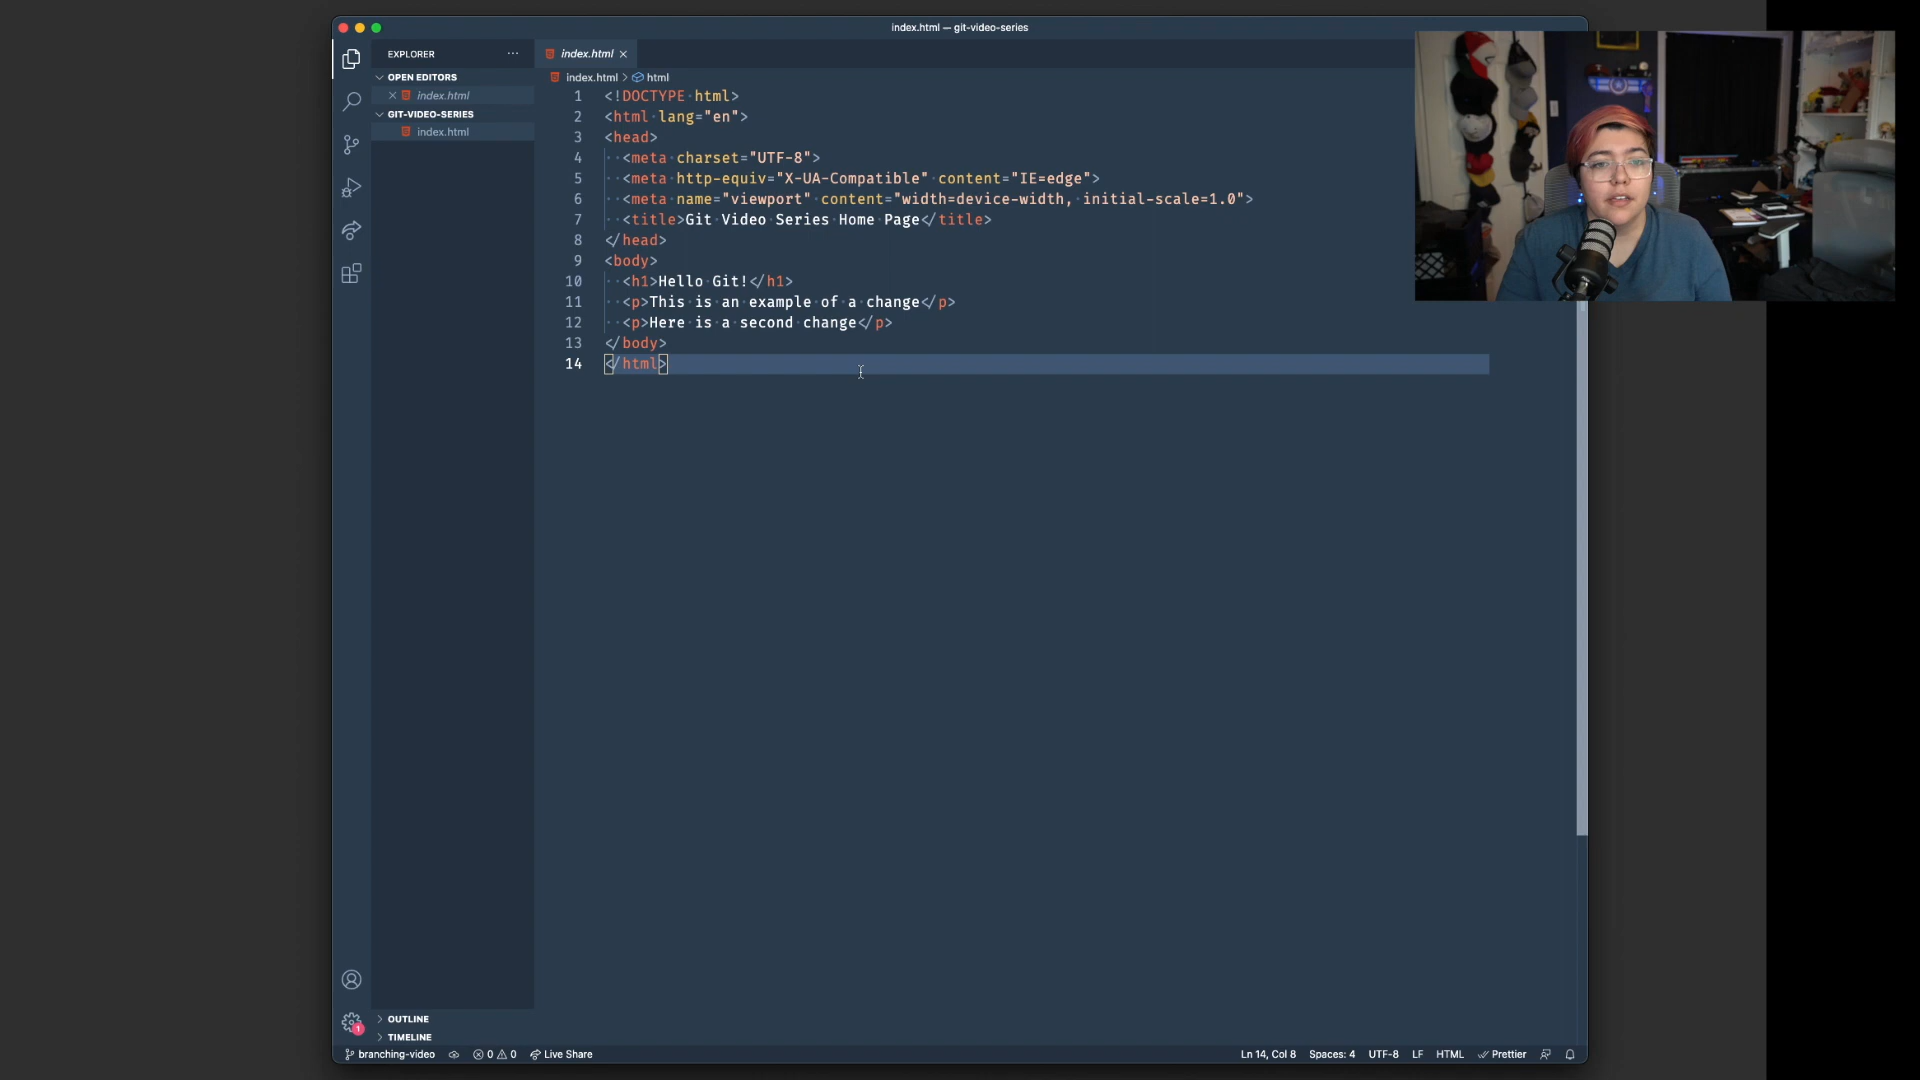 index.html — git-video-series
EXPLORER
OPEN EDITORS
index.html
GIT-VIDEO-SERIES
index.html
OUTLINE
TIMELINE
index.html
index.html > html
1 <!DOCTYPE html>
2 <html lang="en">
3 <head>
4 <meta charset="UTF-8">
5 <meta http-equiv="X-UA-Compatible" content="IE=edge">
6 <meta name="viewport" content="width=device-width, initial-scale=1.0">
7 <title>Git Video Series Home Page</title>
8 </head>
9 <body>
10 <h1>Hello Git!</h1>
11 <p>This is an example of a change</p>
12 <p>Here is a second change</p>
13 </body>
14 </html>
1
branching-video 0 0 Live Share Ln 14, Col 8 Spaces: 4 UTF-8 LF HTML Prettier